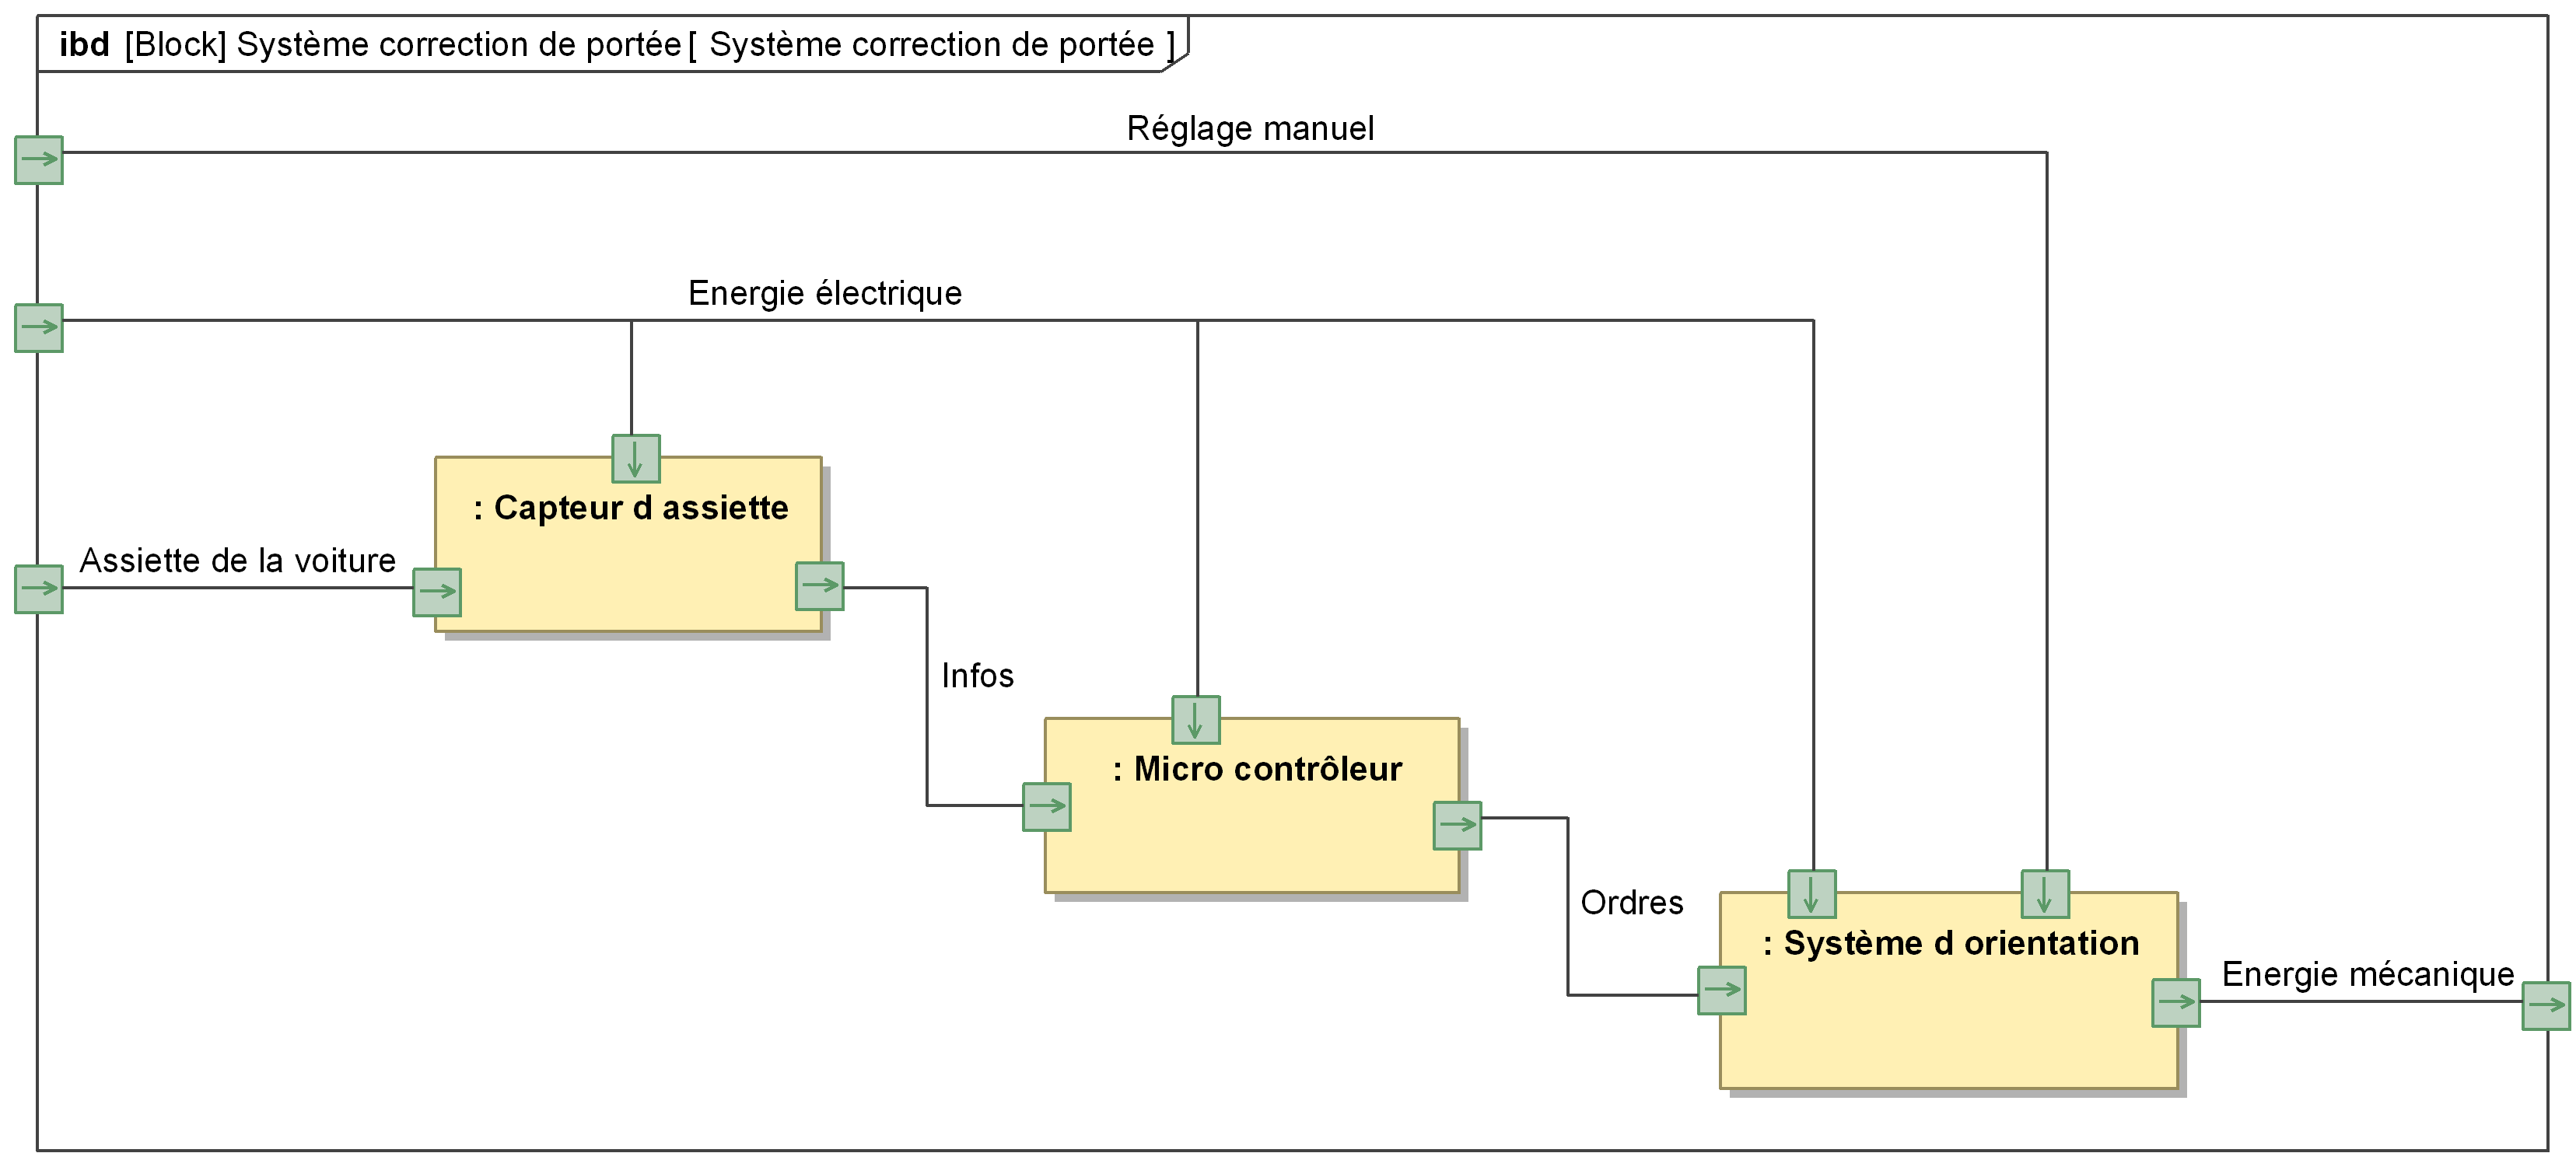 ibd [Block] Système correction de portée[ Système correction de portée ]
Réglage manuel
Energie électrique
: Capteur d assiette
Assiette de la voiture
Infos
: Micro contrôleur
Ordres
: Système d orientation
Energie mécanique